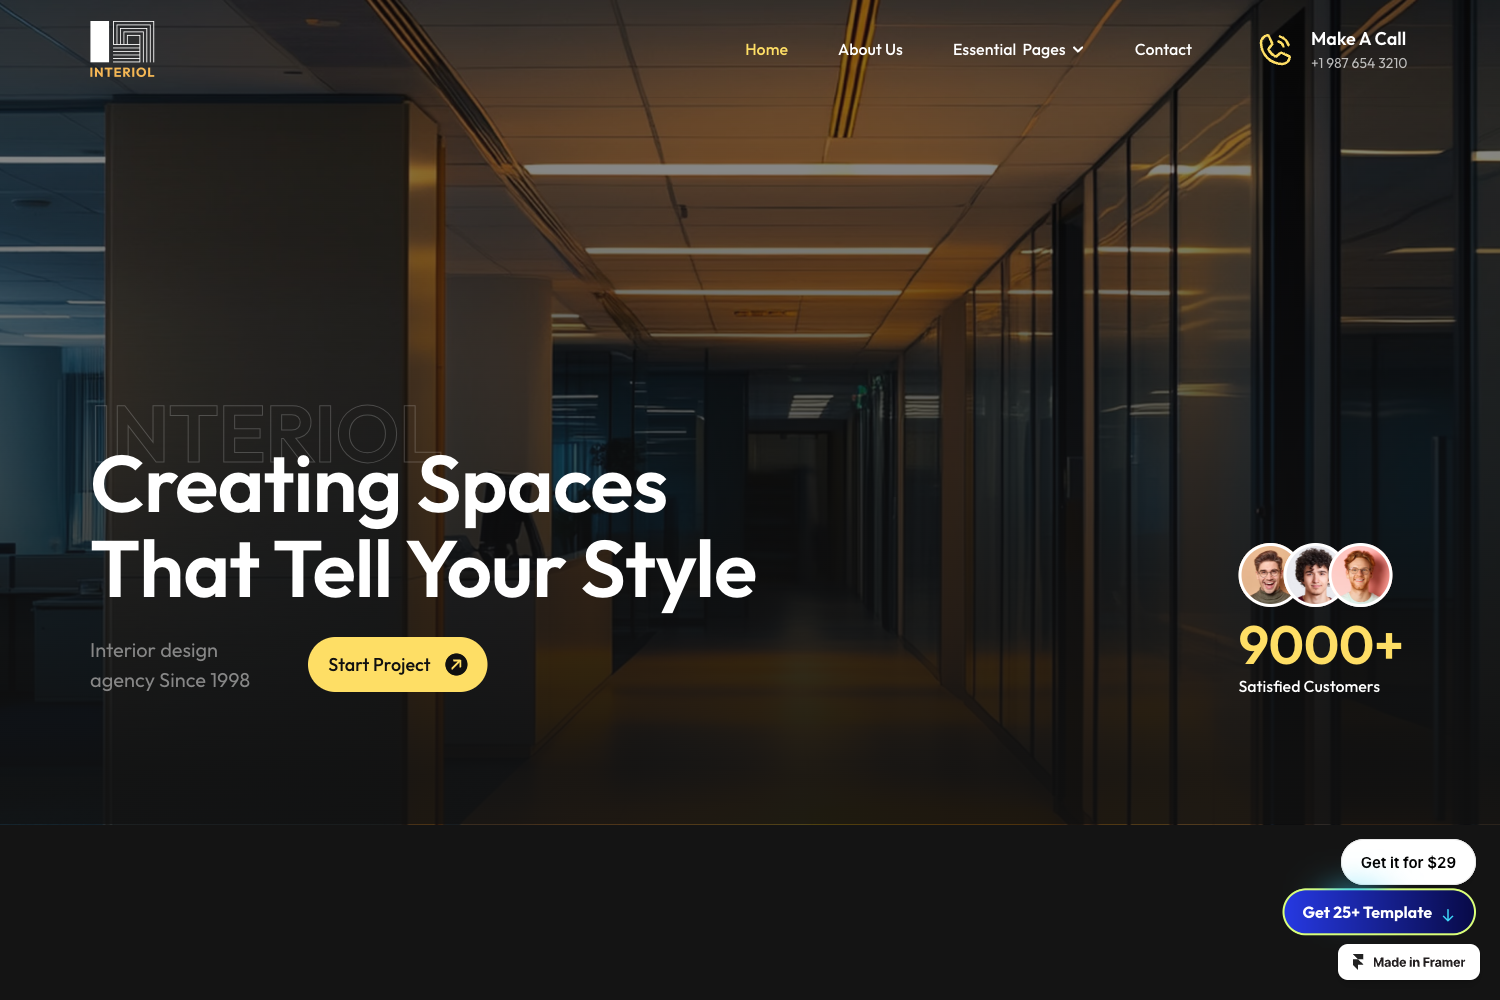 INTERIOL
Home
About Us
Essential Pages
Contact
Make A Call
+1 987 654 3210
INTERIOL
Creating Spaces
That Tell Your Style
Interior design
agency Since 1998
Start Project
9000+
Satisfied Customers
Get it for $29
Get 25+ Template
Made in Framer